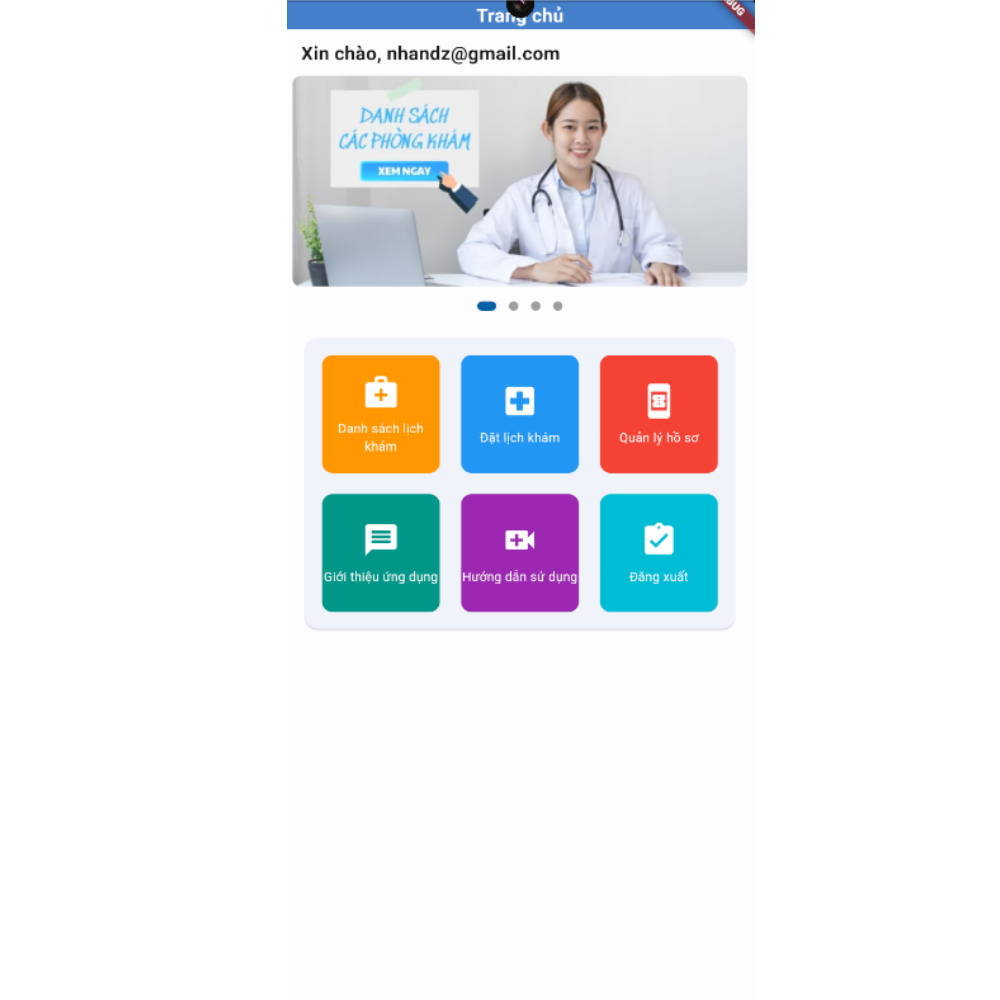 Trang chủ
Xin chào, nhandz@gmail.com
DANH SÁCH
CÁC PHÒNG KHÁM
XEM NGAY
Danh sách lịch
khám
Đặt lịch khám
Quản lý hồ sơ
Giới thiệu ứng dụng
Hướng dẫn sử dụng
Đăng xuất